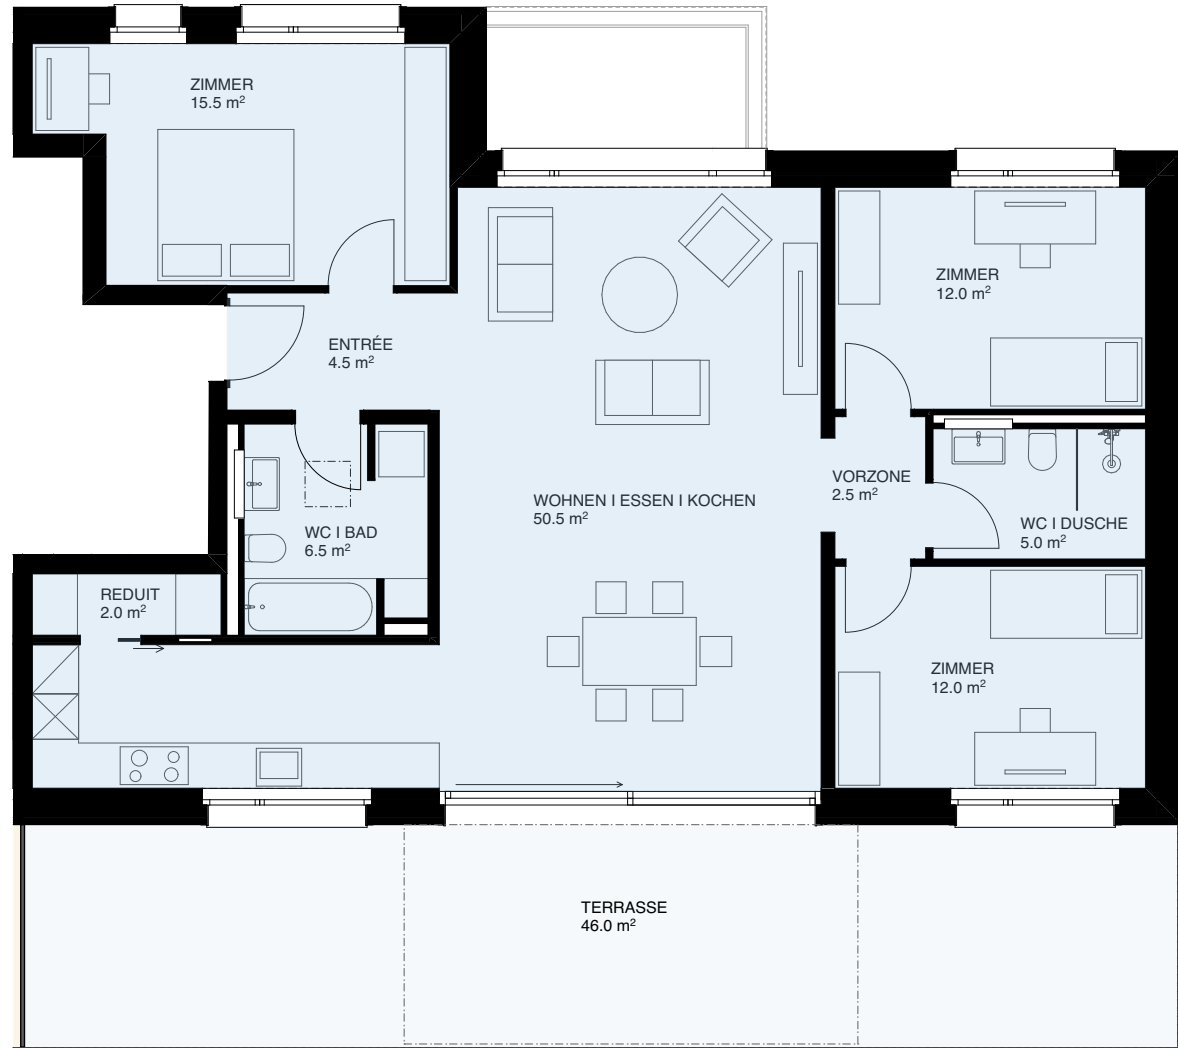 ZIMMER
15.5 m²
ENTRÉE
4.5 m²
ZIMMER
12.0 m²
WOHNEN I ESSEN I KOCHEN
50.5 m²
VORZONE
2.5 m²
WC I DUSCHE
5.0 m²
WC I BAD
6.5 m²
REDUIT
2.0 m²
ZIMMER
12.0 m²
TERRASSE
46.0 m²